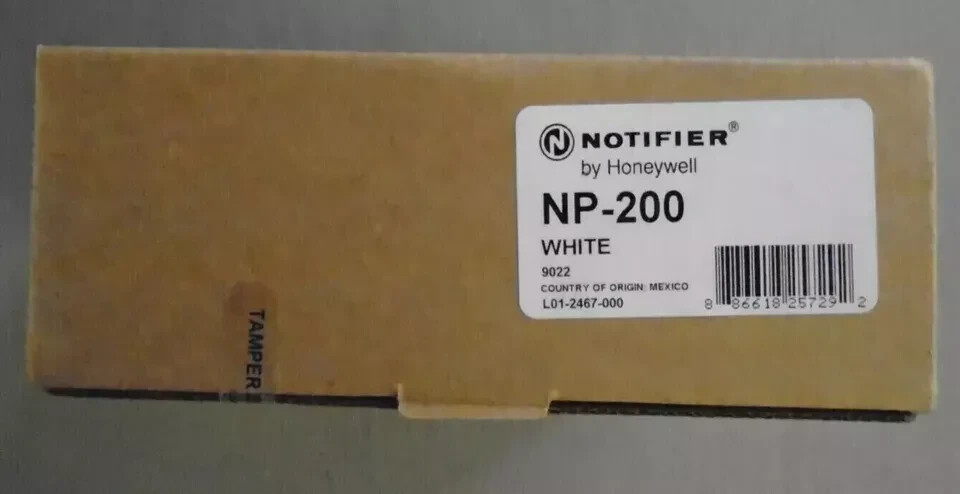 N NOTIFIER®
by Honeywell
NP-200
WHITE
9022
COUNTRY OF ORIGIN: MEXICO
L01-2467-000
8 86618 25729 2
TAMPER